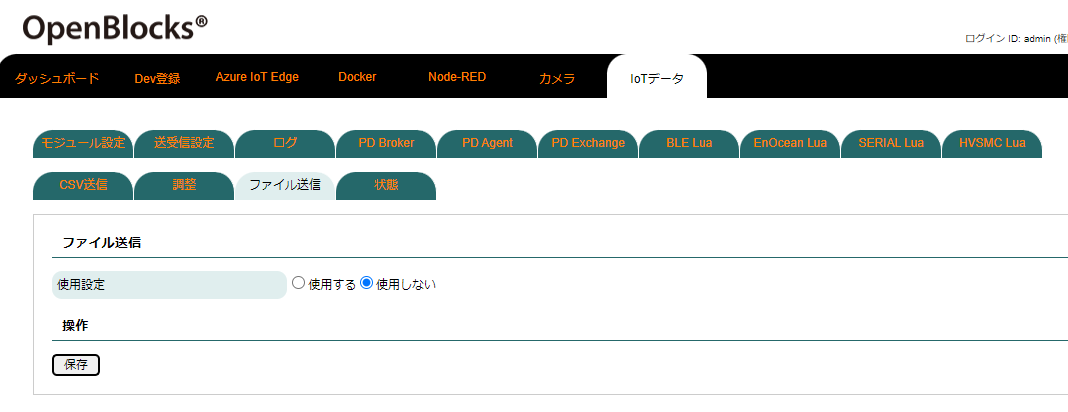 OpenBlocks®
ログイン ID: admin (権
ダッシュボード Dev登録 Azure IoT Edge Docker Node-RED カメラ IoTデータ
モジュール設定 送受信設定 ログ PD Broker PD Agent PD Exchange BLE Lua EnOcean Lua SERIAL Lua HVSMC Lua
CSV送信 調整 ファイル送信 状態
ファイル送信
使用設定 使用する 使用しない
操作
保存